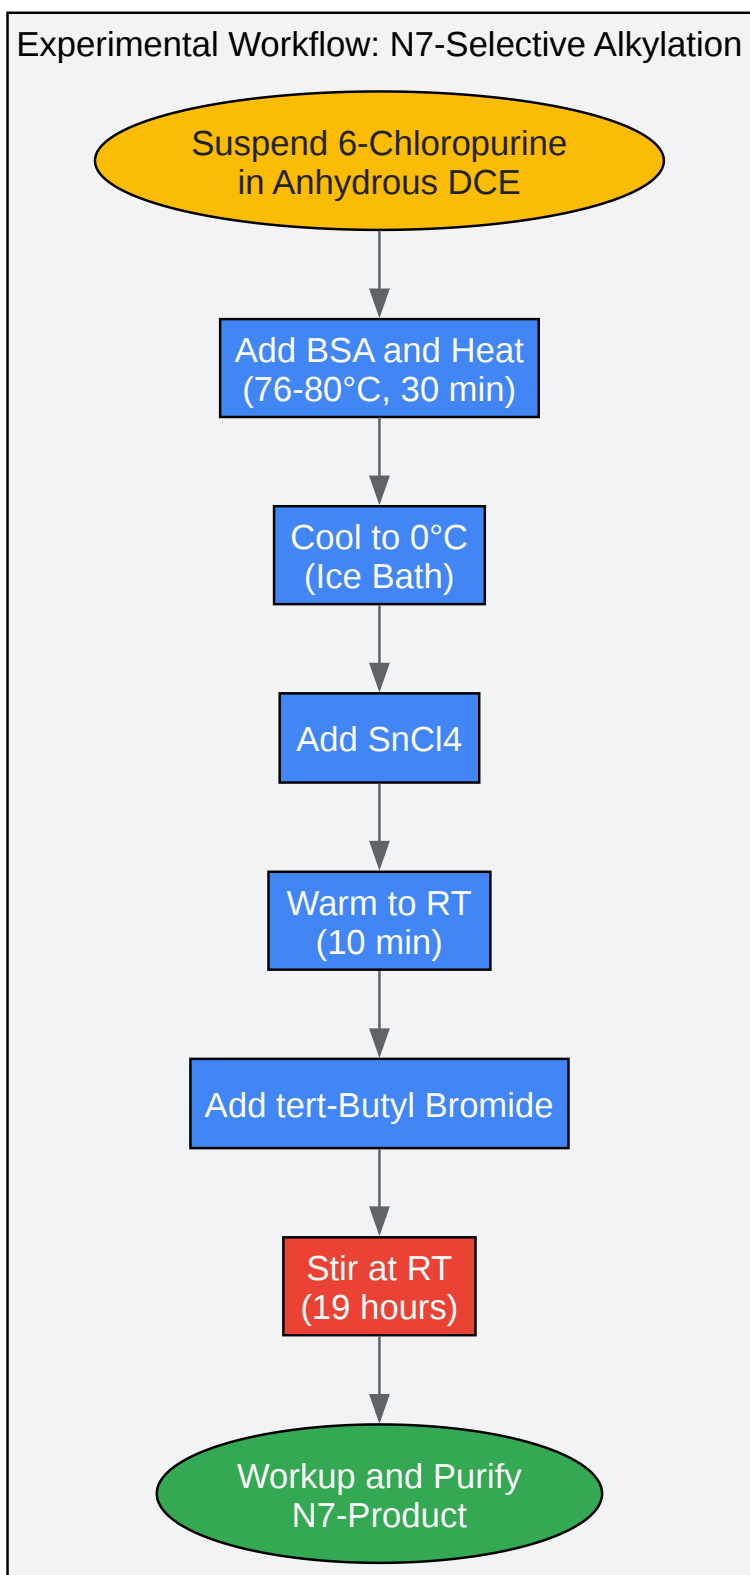 Experimental Workflow: N7-Selective Alkylation
Suspend 6-Chloropurine
in Anhydrous DCE
Add BSA and Heat
(76-80°C, 30 min)
Cool to 0°C
(Ice Bath)
Add SnCl4
Warm to RT
(10 min)
Add tert-Butyl Bromide
Stir at RT
(19 hours)
Workup and Purify
N7-Product